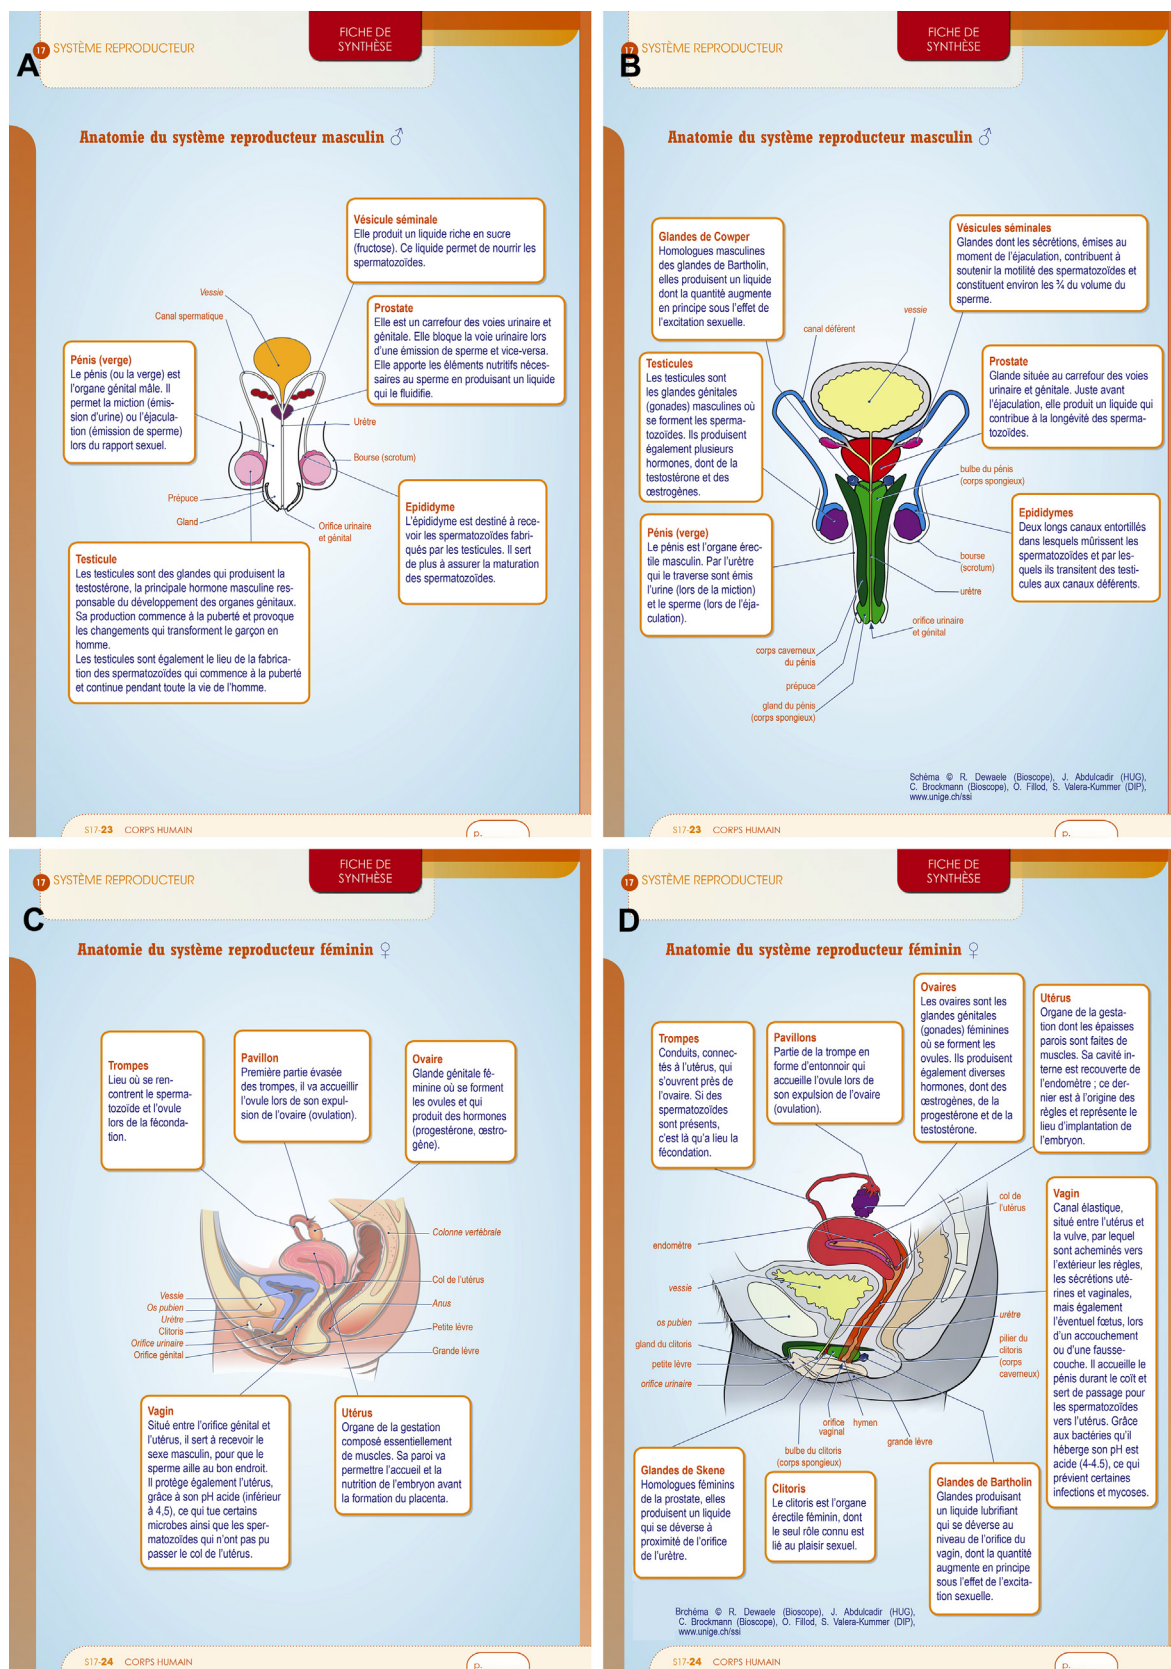 FICHE DE
SYNTHÈSE
17 SYSTÈME REPRODUCTEUR
A
Anatomie du système reproducteur masculin ♂
Vésicule séminale
Elle produit un liquide riche en sucre
(fructose). Ce liquide permet de nourrir les
spermatozoïdes.
Vessie
Canal spermatique
Prostate
Elle est un carrefour des voies urinaire et
génitale. Elle bloque la voie urinaire lors
d'une émission de sperme et vice-versa.
Elle apporte les éléments nutritifs néces-
saires au sperme en produisant un liquide
qui le fluidifie.
Pénis (verge)
Le pénis (ou la verge) est
l'organe génital mâle. Il
permet la miction (émis-
sion d'urine) ou l'éjacula-
tion (émission de sperme)
lors du rapport sexuel.
Urètre
Bourse (scrotum)
Prépuce
Gland
Orifice urinaire
et génital
Epididyme
L'épididyme est destiné à rece-
voir les spermatozoïdes fabri-
qués par les testicules. Il sert
de plus à assurer la maturation
des spermatozoïdes.
Testicule
Les testicules sont des glandes qui produisent la
testostérone, la principale hormone masculine res-
ponsable du développement des organes génitaux.
Sa production commence à la puberté et provoque
les changements qui transforment le garçon en
homme.
Les testicules sont également le lieu de la fabrica-
tion des spermatozoïdes qui commence à la puberté
et continue pendant toute la vie de l'homme.
S17-23 CORPS HUMAIN
FICHE DE
SYNTHÈSE
17 SYSTÈME REPRODUCTEUR
B
Anatomie du système reproducteur masculin ♂
Glandes de Cowper
Homologues masculines
des glandes de Bartholin,
elles produisent un liquide
dont la quantité augmente
en principe sous l'effet de
l'excitation sexuelle.
Vésicules séminales
Glandes dont les sécrétions, émises au
moment de l'éjaculation, contribuent à
soutenir la motilité des spermatozoïdes et
constituent environ les ¾ du volume du
sperme.
vessie
canal déférent
Testicules
Les testicules sont
les glandes génitales
(gonades) masculines où
se forment les sperma-
tozoïdes. Ils produisent
également plusieurs
hormones, dont de la
testostérone et des
œstrogènes.
Prostate
Glande située au carrefour des voies
urinaire et génitale. Juste avant
l'éjaculation, elle produit un liquide qui
contribue à la longévité des sperma-
tozoïdes.
bulbe du pénis
(corps spongieux)
Epididymes
Deux longs canaux entortillés
dans lesquels mûrissent les
spermatozoïdes et par les-
quels ils transitent des testi-
cules aux canaux déférents.
Pénis (verge)
Le pénis est l'organe érec-
tile masculin. Par l'urètre
qui le traverse sont émis
l'urine (lors de la miction)
et le sperme (lors de l'éja-
culation).
bourse
(scrotum)
urètre
orifice urinaire
et génital
corps caverneux
du pénis
prépuce
gland du pénis
(corps spongieux)
Schéma © R. Dewaele (Bioscope), J. Abdulcadir (HUG),
C. Brockmann (Bioscope), O. Fillod, S. Valera-Kummer (DIP),
www.unige.ch/ssi
S17-23 CORPS HUMAIN
FICHE DE
SYNTHÈSE
17 SYSTÈME REPRODUCTEUR
C
Anatomie du système reproducteur féminin ♀
Trompes
Lieu où se ren-
contrent le sperma-
tozoïde et l'ovule
lors de la féconda-
tion.
Pavillon
Première partie évasée
des trompes, il va accueillir
l'ovule lors de son expul-
sion de l'ovaire (ovulation).
Ovaire
Glande génitale fé-
minine où se forment
les ovules et qui
produit des hormones
(progestérone, œstro-
gène).
Colonne vertébrale
Col de l'utérus
Anus
Petite lèvre
Grande lèvre
Vessie
Os pubien
Urètre
Clitoris
Orifice urinaire
Orifice génital
Vagin
Situé entre l'orifice génital et
l'utérus, il sert à recevoir le
sexe masculin, pour que le
sperme aille au bon endroit.
Il protège également l'utérus,
grâce à son pH acide (inférieur
à 4,5), ce qui tue certains
microbes ainsi que les sper-
matozoïdes qui n'ont pas pu
passer le col de l'utérus.
Utérus
Organe de la gestation
composé essentiellement
de muscles. Sa paroi va
permettre l'accueil et la
nutrition de l'embryon avant
la formation du placenta.
S17-24 CORPS HUMAIN
FICHE DE
SYNTHÈSE
17 SYSTÈME REPRODUCTEUR
D
Anatomie du système reproducteur féminin ♀
Trompes
Conduits, connec-
tés à l'utérus, qui
s'ouvrent près de
l'ovaire. Si des
spermatozoïdes
sont présents,
c'est là qu'a lieu la
fécondation.
Pavillons
Partie de la trompe en
forme d'entonnoir qui
accueille l'ovule lors de
son expulsion de l'ovaire
(ovulation).
Ovaires
Les ovaires sont les
glandes génitales
(gonades) féminines
où se forment les
ovules. Ils produisent
également diverses
hormones, dont des
œstrogènes, de la
progestérone et de la
testostérone.
Utérus
Organe de la gesta-
tion dont les épaisses
parois sont faites de
muscles. Sa cavité in-
terne est recouverte de
l'endomètre ; ce der-
nier est à l'origine des
règles et représente le
lieu d'implantation de
l'embryon.
col de
l'utérus
endomètre
vessie
os pubien
gland du clitoris
petite lèvre
orifice urinaire
urètre
pilier du
clitoris
(corps
caverneux)
orifice
vaginal
hymen
grande lèvre
bulbe du clitoris
(corps spongieux)
Vagin
Canal élastique,
situé entre l'utérus et
la vulve, par lequel
sont acheminés vers
l'extérieur les règles,
les sécrétions uté-
rines et vaginales,
mais également
l'éventuel fœtus, lors
d'un accouchement
ou d'une fausse-
couche. Il accueille le
pénis durant le coït et
sert de passage pour
les spermatozoïdes
vers l'utérus. Grâce
aux bactéries qu'il
héberge son pH est
acide (4-4.5), ce qui
prévient certaines
infections et mycoses.
Glandes de Skene
Homologues féminins
de la prostate, elles
produisent un liquide
qui se déverse à
proximité de l'orifice
de l'urètre.
Clitoris
Le clitoris est l'organe
érectile féminin, dont
le seul rôle connu est
lié au plaisir sexuel.
Glandes de Bartholin
Glandes produisant
un liquide lubrifiant
qui se déverse au
niveau de l'orifice du
vagin, dont la quantité
augmente en principe
sous l'effet de l'excita-
tion sexuelle.
Brchéma © R. Dewaele (Bioscope), J. Abdulcadir (HUG),
C. Brockmann (Bioscope), O. Fillod, S. Valera-Kummer (DIP),
www.unige.ch/ssi
S17-24 CORPS HUMAIN